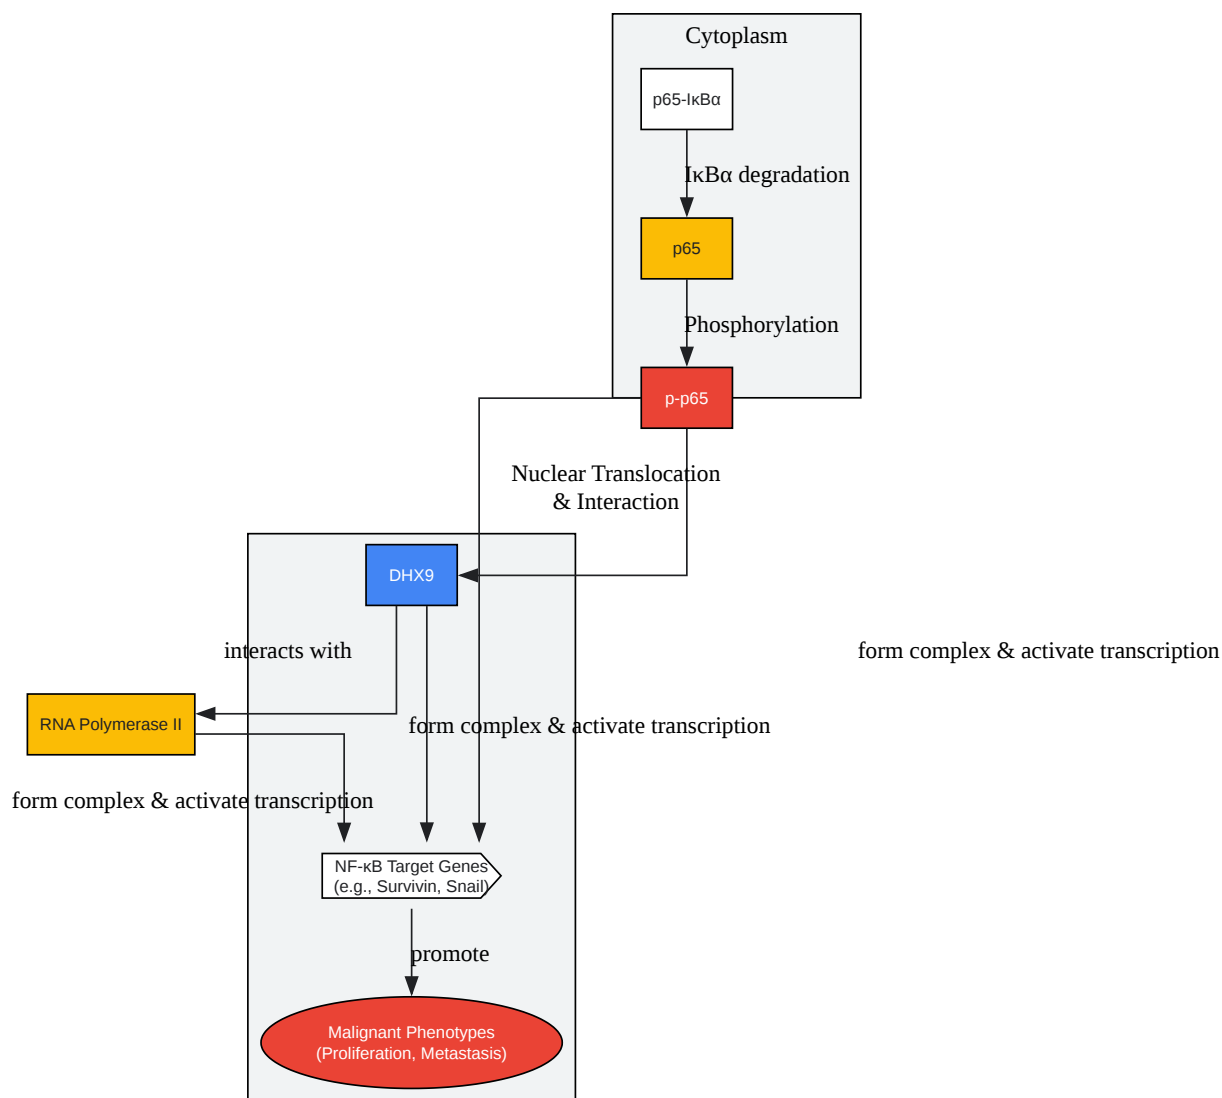 Cytoplasm
p65-IκBα
IκBα degradation
p65
Phosphorylation
p-p65
Nuclear Translocation
& Interaction
DHX9
interacts with
form complex & activate transcription
RNA Polymerase II
form complex & activate transcription
form complex & activate transcription
NF-κB Target Genes
(e.g., Survivin, Snail)
promote
Malignant Phenotypes
(Proliferation, Metastasis)